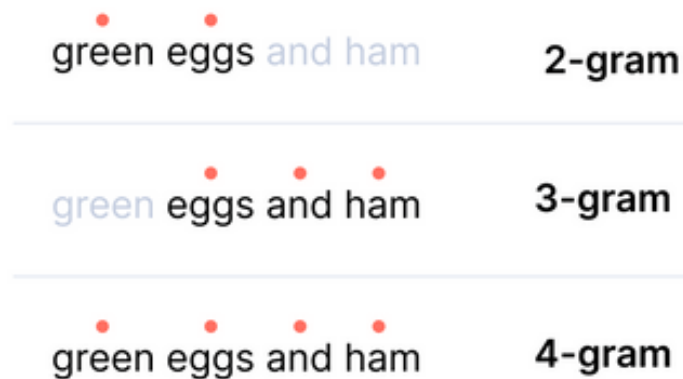 green eggs and ham 2-gram
green eggs and ham 3-gram
green eggs and ham 4-gram